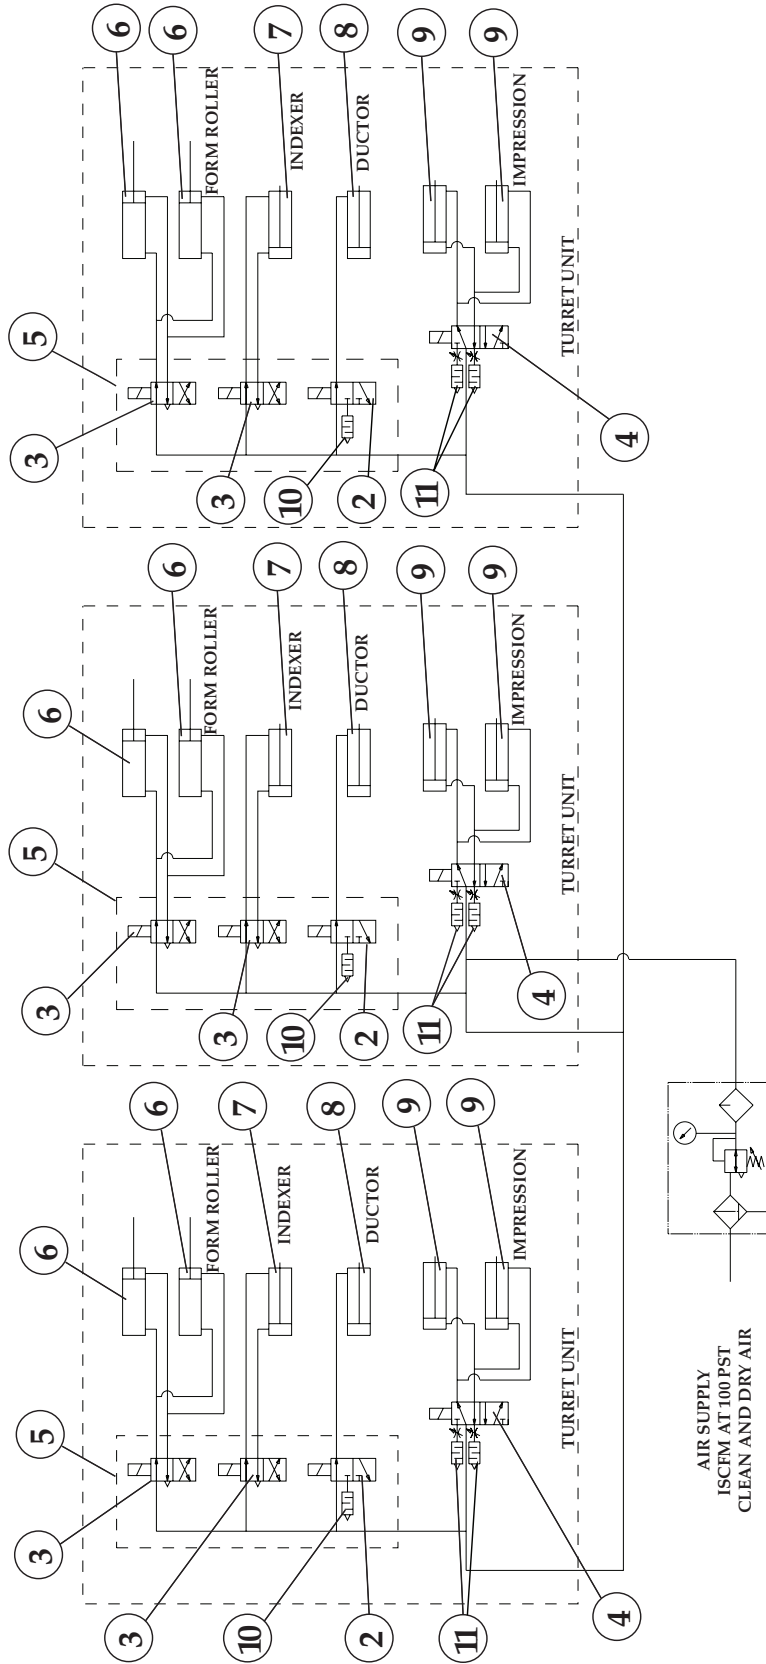 3
5
6
3
6
FORM ROLLER
10
7
INDEXER
2
8
DUCTOR
9
11
9
IMPRESSION
TURRET UNIT
4
3
5
6
6
FORM ROLLER
3
7
10
INDEXER
8
DUCTOR
2
9
11
9
IMPRESSION
4
TURRET UNIT
3
5
6
6
FORM ROLLER
3
7
10
INDEXER
8
DUCTOR
2
9
11
9
IMPRESSION
TURRET UNIT
4
AIR SUPPLY
ISCFM AT 100 PST
CLEAN AND DRY AIR